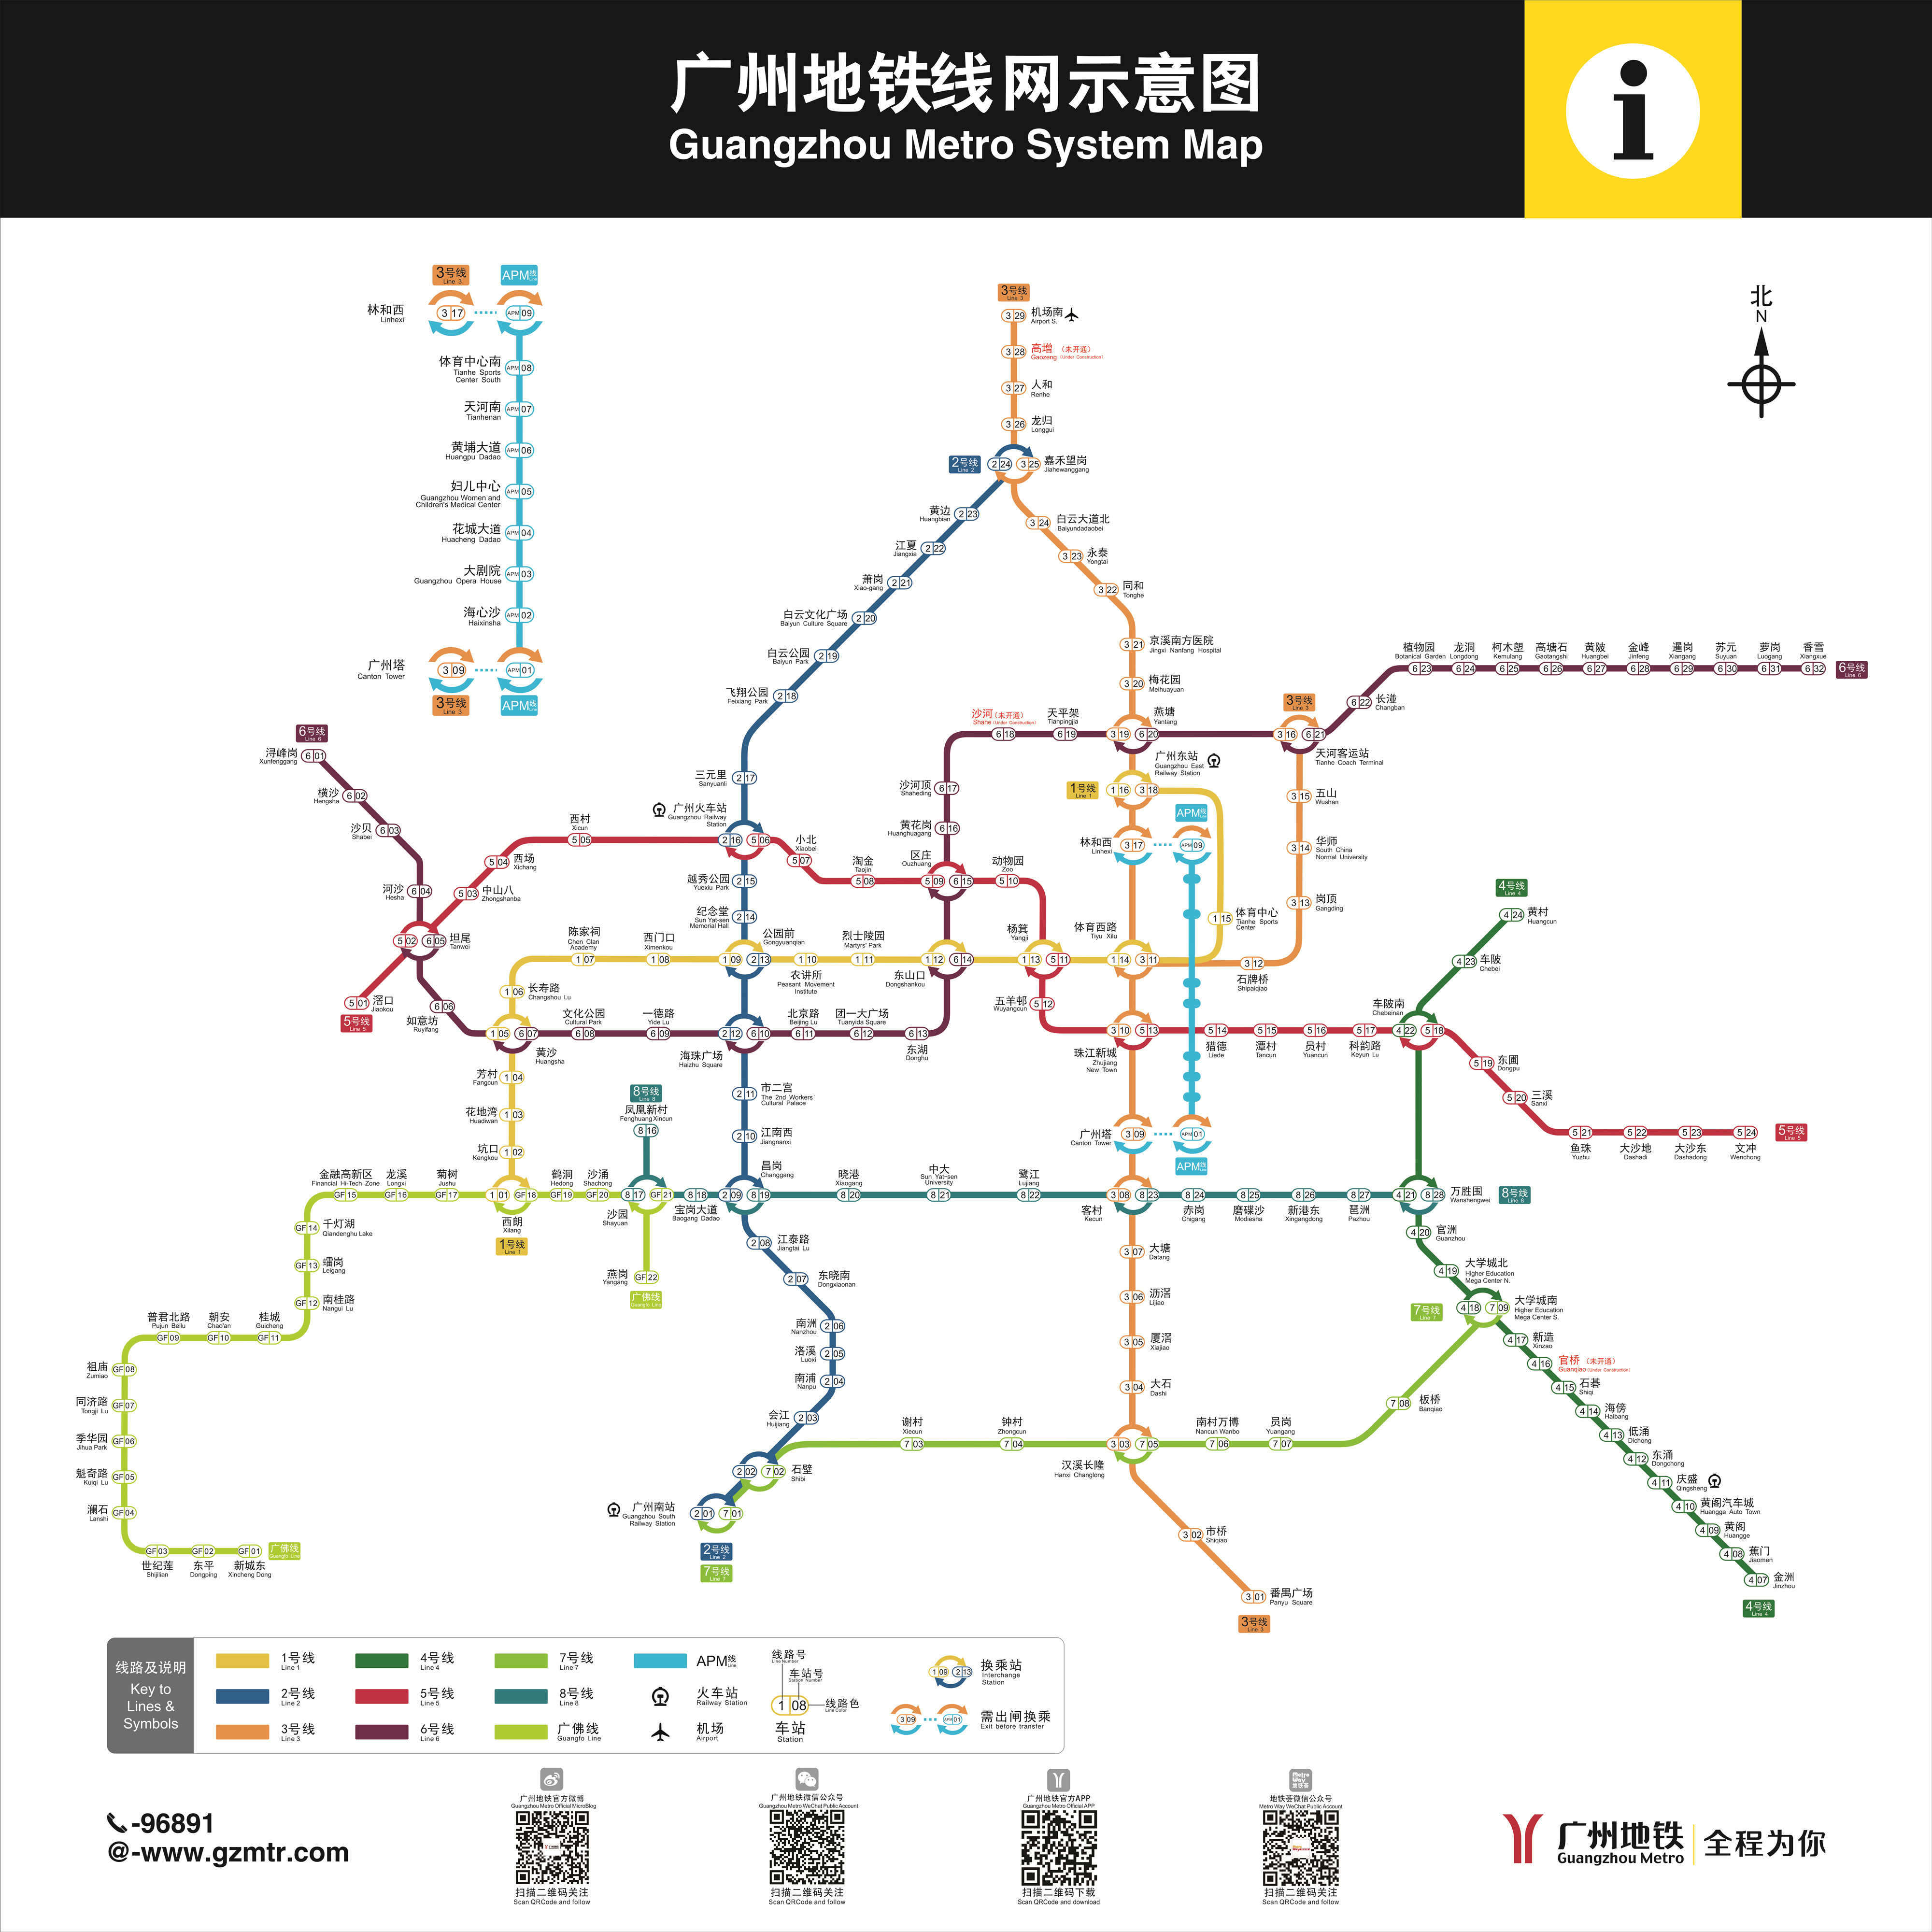 广州地铁线网示意图
Guangzhou Metro System Map
i
3号线
Line 3
APM线
Line
林和西
Linhexi
3 17
APM 09
体育中心南
Tianhe Sports
Center South
APM 08
天河南
Tianhenan
APM 07
黄埔大道
Huangpu Dadao
APM 06
妇儿中心
Guangzhou Women and
Children's Medical Center
APM 05
花城大道
Huacheng Dadao
APM 04
大剧院
Guangzhou Opera House
APM 03
海心沙
Haixinsha
APM 02
广州塔
Canton Tower
3 09
APM 01
3号线
Line 3
APM线
Line
北
N
3号线
Line 3
3 29
机场南
Airport S.
3 28
高增(未开通)
Gaozeng (Under Construction)
3 27
人和
Renhe
3 26
龙归
Longgui
2号线
Line 2
2 24
3 25
嘉禾望岗
Jiahewanggang
黄边
Huangbian
2 23
江夏
Jiangxia
2 22
萧岗
Xiao-gang
2 21
白云文化广场
Baiyun Culture Square
2 20
白云公园
Baiyun Park
2 19
飞翔公园
Feixiang Park
2 18
三元里
Sanyuanli
2 17
广州火车站
Guangzhou Railway
Station
2 16
5 06
越秀公园
Yuexiu Park
2 15
纪念堂
Sun Yat-sen
Memorial Hall
2 14
3 24
白云大道北
Baiyundadaobei
3 23
永泰
Yongtai
3 22
同和
Tonghe
3 21
京溪南方医院
Jingxi Nanfang Hospital
3 20
梅花园
Meihuayuan
燕塘
Yantang
3 19
6 20
广州东站
Guangzhou East
Railway Station
1号线
Line 1
1 16
3 18
林和西
Linhexi
3 17
APM 09
APM线
Line
3号线
Line 3
3 16
6 21
天河客运站
Tianhe Coach Terminal
3 15
五山
Wushan
3 14
华师
South China
Normal University
3 13
岗顶
Gangding
3 12
石牌桥
Shipaiqiao
1 15
体育中心
Tianhe Sports
Center
植物园
Botanical Garden
6 23
龙洞
Longdong
6 24
柯木塱
Kemulang
6 25
高塘石
Gaotangshi
6 26
黄陂
Huangbei
6 27
金峰
Jinfeng
6 28
暹岗
Xiangang
6 29
苏元
Suyuan
6 30
萝岗
Luogang
6 31
香雪
Xiangxue
6 32
6号线
Line 6
6 22
长湴
Changban
沙河(未开通)
Shahe (Under Construction)
6 18
天平架
Tianpingjia
6 19
沙河顶
Shaheding
6 17
黄花岗
Huanghuagang
6 16
区庄
Ouzhuang
5 09
6 15
动物园
Zoo
5 10
淘金
Taojin
5 08
小北
Xiaobei
5 07
6号线
Line 6
浔峰岗
Xunfenggang
6 01
横沙
Hengsha
6 02
沙贝
Shabei
6 03
河沙
Hesha
6 04
5 02
6 05
坦尾
Tanwei
5 01
滘口
Jiaokou
5号线
Line 5
5 03
中山八
Zhongshanba
5 04
西场
Xichang
西村
Xicun
5 05
6 06
如意坊
Ruyifang
陈家祠
Chen Clan
Academy
1 07
西门口
Ximenkou
1 08
公园前
Gongyuanqian
1 09
2 13
1 10
农讲所
Peasant Movement
Institute
烈士陵园
Martyrs' Park
1 11
1 12
6 14
东山口
Dongshankou
杨箕
Yangji
1 13
5 11
体育西路
Tiyu Xilu
1 14
3 11
五羊邨
Wuyangcun
5 12
1 06
长寿路
Changshou Lu
1 05
6 07
黄沙
Huangsha
文化公园
Cultural Park
6 08
一德路
Yide Lu
6 09
2 12
6 10
海珠广场
Haizhu Square
北京路
Beijing Lu
6 11
团一大广场
Tuanyida Square
6 12
6 13
东湖
Donghu
3 10
5 13
珠江新城
Zhujiang
New Town
5 14
猎德
Liede
5 15
潭村
Tancun
5 16
员村
Yuancun
5 17
科韵路
Keyun Lu
车陂南
Chebeinan
4 22
5 18
4号线
Line 4
4 24
黄村
Huangcun
4 23
车陂
Chebei
5 19
东圃
Dongpu
5 20
三溪
Sanxi
5 21
鱼珠
Yuzhu
5 22
大沙地
Dashadi
5 23
大沙东
Dashadong
5 24
文冲
Wenchong
5号线
Line 5
芳村
Fangcun
1 04
花地湾
Huadiwan
1 03
坑口
Kengkou
1 02
8号线
Line 8
凤凰新村
FenghuangXincun
8 16
2 11
市二宫
The 2nd Workers'
Cultural Palace
2 10
江南西
Jiangnanxi
昌岗
Changgang
2 09
8 19
广州塔
Canton Tower
3 09
APM 01
APM线
Line
金融高新区
Financial Hi-Tech Zone
GF 15
龙溪
Longxi
GF 16
菊树
Jushu
GF 17
1 01
GF 18
西朗
Xilang
1号线
Line 1
鹤洞
Hedong
GF 19
沙涌
Shachong
GF 20
8 17
GF 21
沙园
Shayuan
8 18
宝岗大道
Baogang Dadao
晓港
Xiaogang
8 20
中大
Sun Yat-sen
University
8 21
鹭江
Lujiang
8 22
3 08
8 23
客村
Kecun
8 24
赤岗
Chigang
8 25
磨碟沙
Modiesha
8 26
新港东
Xingangdong
8 27
琶洲
Pazhou
4 21
8 28
万胜围
Wanshengwei
8号线
Line 8
4 20
官洲
Guanzhou
4 19
大学城北
Higher Education
Mega Center N.
7号线
Line 7
4 18
7 09
大学城南
Higher Education
Mega Center S.
4 17
新造
Xinzao
4 16
官桥(未开通)
Guanqiao (Under Construction)
4 15
石碁
Shiqi
4 14
海傍
Haibang
4 13
低涌
Dichong
4 12
东涌
Dongchong
4 11
庆盛
Qingsheng
4 10
黄阁汽车城
Huangge Auto Town
4 09
黄阁
Huangge
4 08
蕉门
Jiaomen
4 07
金洲
Jinzhou
4号线
Line 4
GF 14
千灯湖
Qiandenghu Lake
GF 13
𧒽岗
Leigang
GF 12
南桂路
Nangui Lu
普君北路
Pujun Beilu
GF 09
朝安
Chao'an
GF 10
桂城
Guicheng
GF 11
祖庙
Zumiao
GF 08
同济路
Tongji Lu
GF 07
季华园
Jihua Park
GF 06
魁奇路
Kuiqi Lu
GF 05
澜石
Lanshi
GF 04
GF 03
世纪莲
Shijilian
GF 02
东平
Dongping
GF 01
新城东
Xincheng Dong
广佛线
Guangfo Line
燕岗
Yangang
GF 22
广佛线
Guangfo Line
2 08
江泰路
Jiangtai Lu
2 07
东晓南
Dongxiaonan
南洲
Nanzhou
2 06
洛溪
Luoxi
2 05
南浦
Nanpu
2 04
会江
Huijiang
2 03
2 02
7 02
石壁
Shibi
广州南站
Guangzhou South
Railway Station
2 01
7 01
2号线
Line 2
7号线
Line 7
谢村
Xiecun
7 03
钟村
Zhongcun
7 04
3 07
大塘
Datang
3 06
沥滘
Lijiao
3 05
厦滘
Xiajiao
3 04
大石
Dashi
3 03
7 05
汉溪长隆
Hanxi Changlong
南村万博
Nancun Wanbo
7 06
员岗
Yuangang
7 07
7 08
板桥
Banqiao
3 02
市桥
Shiqiao
3 01
番禺广场
Panyu Square
3号线
Line 3
线路及说明
Key to
Lines &
Symbols
1号线
Line 1
2号线
Line 2
3号线
Line 3
4号线
Line 4
5号线
Line 5
6号线
Line 6
7号线
Line 7
8号线
Line 8
广佛线
Guangfo Line
APM线
Line
火车站
Railway Station
机场
Airport
线路号
Line Number
车站号
Station Number
1 08
线路色
Line Color
车站
Station
1 09
2 13
换乘站
Interchange
Station
3 09
APM 01
需出闸换乘
Exit before transfer
-96891
@-www.gzmtr.com
广州地铁官方微博
Guangzhou Metro Official MicroBlog
扫描二维码关注
Scan QRCode and follow
广州地铁微信公众号
Guangzhou Metro WeChat Public Account
扫描二维码关注
Scan QRCode and follow
广州地铁官方APP
Guangzhou Metro Official APP
扫描二维码下载
Scan QRCode and download
Metro
Way
地铁荟
地铁荟微信公众号
Metro Way WeChat Public Account
扫描二维码关注
Scan QRCode and follow
广州地铁
Guangzhou Metro
全程为你